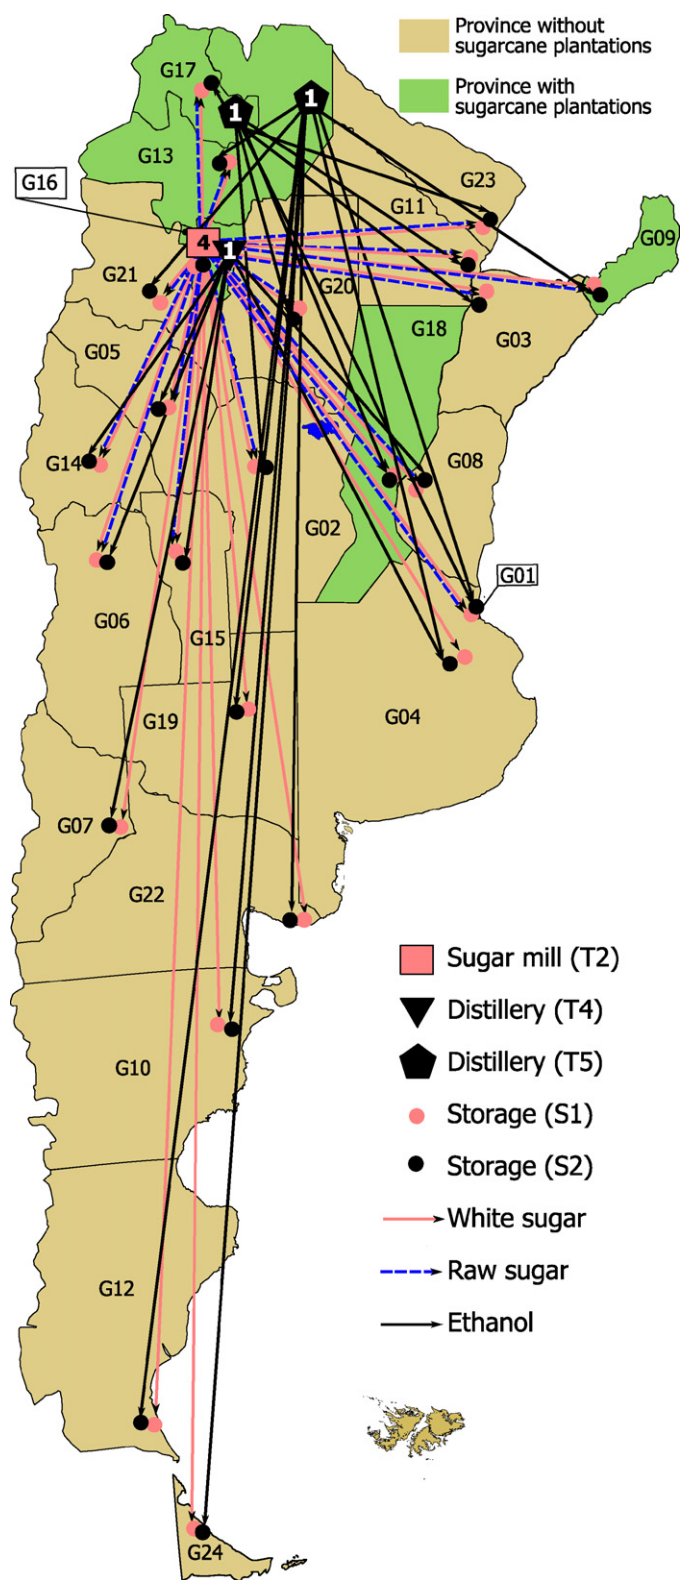 Province without
sugarcane plantations
Province with
sugarcane plantations
G17
1
1
G13
G16
G23
G11
G09
4
1
G21
G20
G18
G03
G05
G14
G08
G02
G01
G06
G15
G19
G04
G07
G22
Sugar mill (T2)
Distillery (T4)
Distillery (T5)
G10
Storage (S1)
Storage (S2)
White sugar
Raw sugar
G12
Ethanol
G24